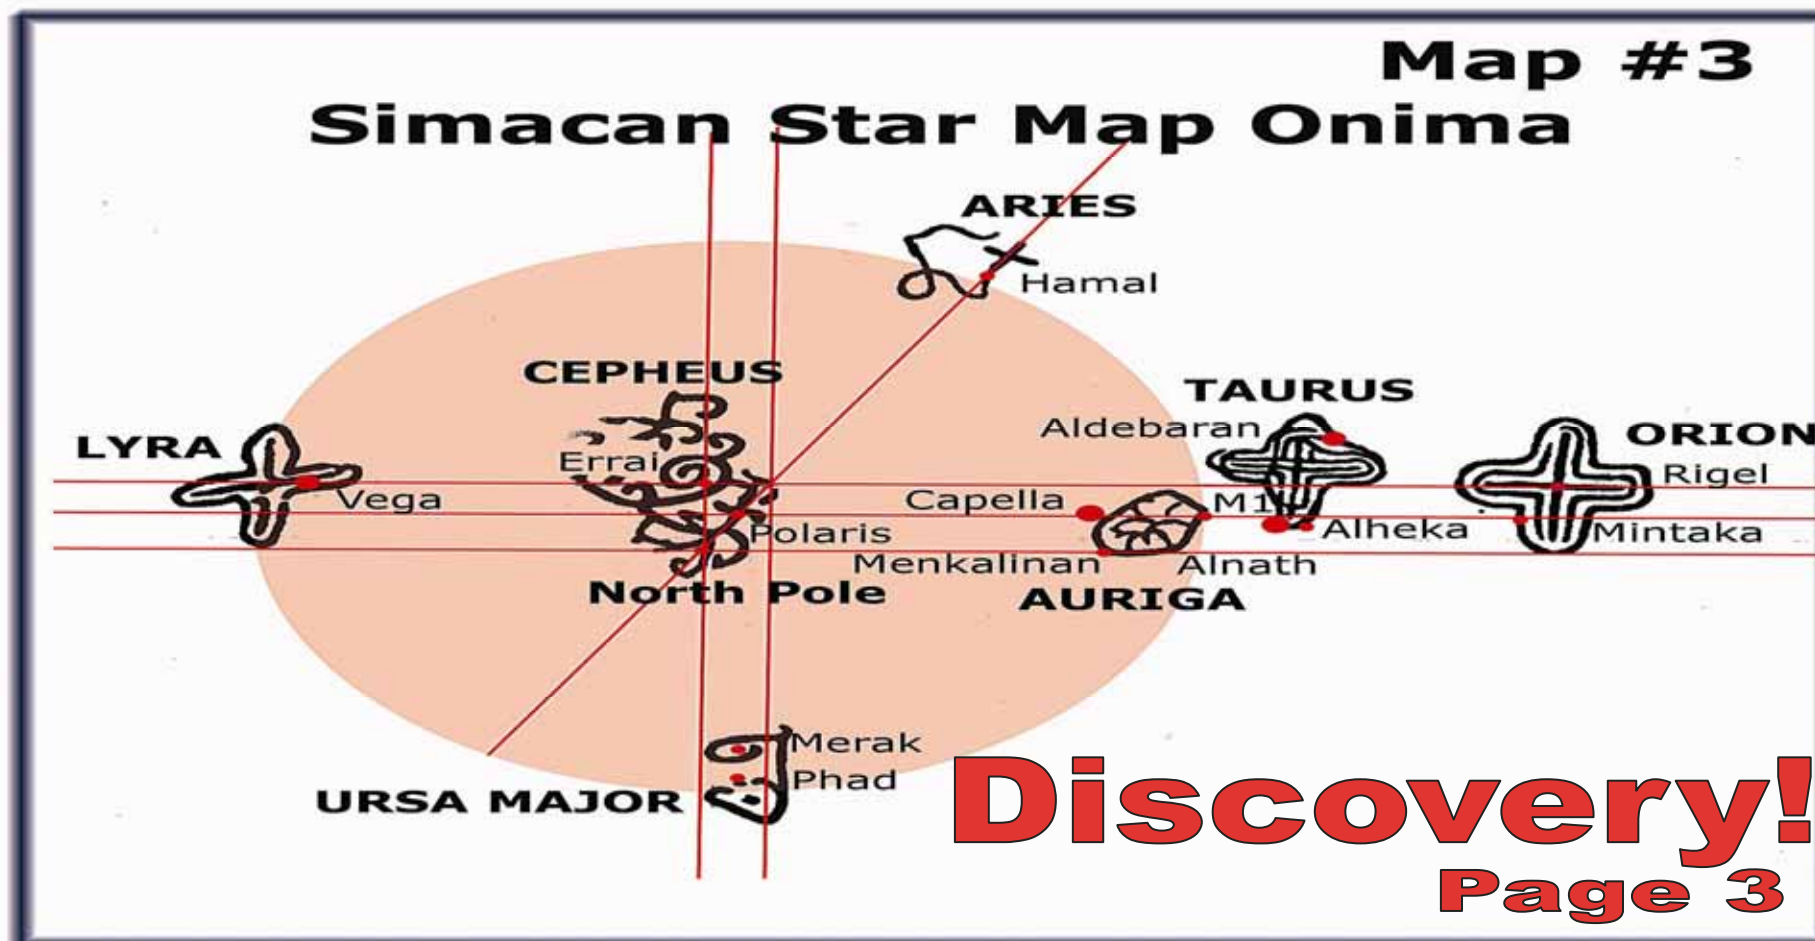 Map #3
Simacan Star Map Onima
ARIES
Hamal
CEPHEUS
TAURUS
Aldebaran
LYRA
ORION
Errai
Rigel
Vega
Capella
M1
Polaris
Alheka
Mintaka
Menkalinan
Alnath
North Pole
AURIGA
Merak
Phad
URSA MAJOR
Discovery!
Page 3